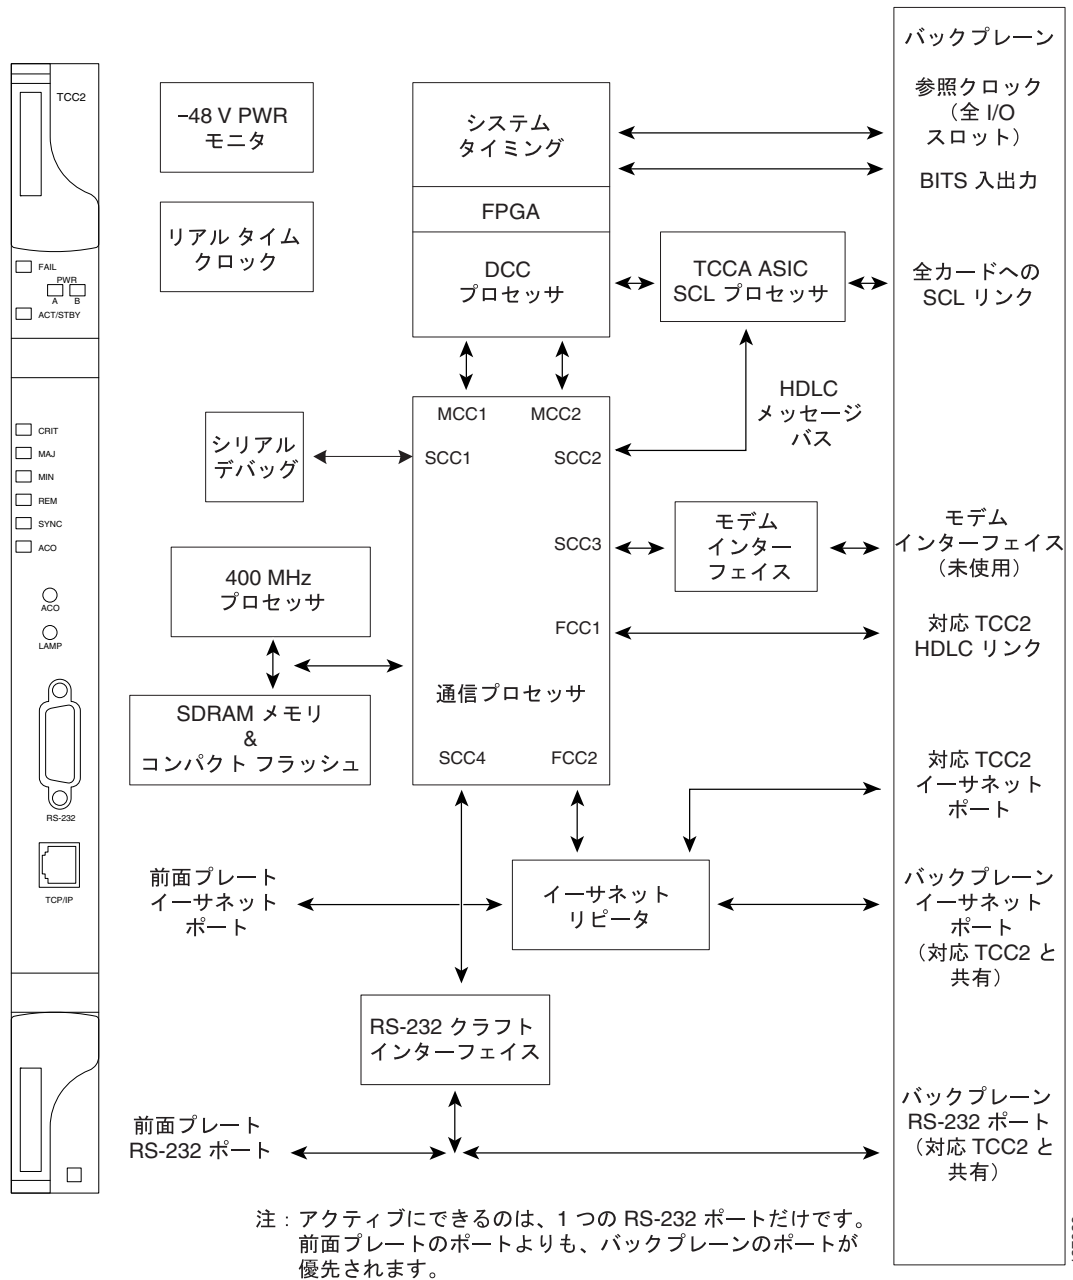 TCC2
FAIL
PWR
A B
ACT/STBY
CRIT
MAJ
MIN
REM
SYNC
ACO
ACO
LAMP
RS-232
TCP/IP
−48 V PWR
モニタ
リアル タイム
クロック
システム
タイミング
FPGA
DCC
プロセッサ
TCCA ASIC
SCL プロセッサ
HDLC
メッセージ
バス
MCC1 MCC2
SCC1 SCC2
SCC3
FCC1
通信プロセッサ
SCC4 FCC2
シリアル
デバッグ
400 MHz
プロセッサ
SDRAM メモリ
&
コンパクト フラッシュ
モデム
インター
フェイス
前面プレート
イーサネット
ポート
イーサネット
リピータ
RS-232 クラフト
インターフェイス
前面プレート
RS-232 ポート
バックプレーン
参照クロック
（全 I/O
スロット）
BITS 入出力
全カードへの
SCL リンク
モデム
インターフェイス
（未使用）
対応 TCC2
HDLC リンク
対応 TCC2
イーサネット
ポート
バックプレーン
イーサネット
ポート
（対応 TCC2 と
共有）
バックプレーン
RS-232 ポート
（対応 TCC2 と
共有）
注 : アクティブにできるのは、1 つの RS-232 ポートだけです。
前面プレートのポートよりも、バックプレーンのポートが
優先されます。